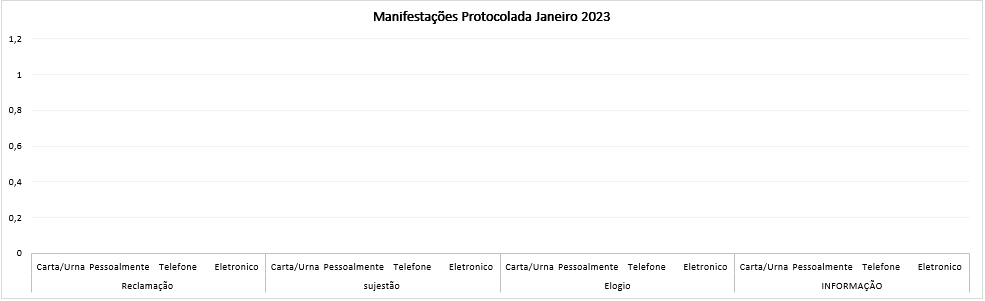 Manifestações Protocolada Janeiro 2023
1,2
1
0,8
0,6
0,4
0,2
0
Carta/Urna Pessoalmente Telefone Eletronico Carta/Urna Pessoalmente Telefone Eletronico Carta/Urna Pessoalmente Telefone Eletronico Carta/Urna Pessoalmente Telefone Eletronico
Reclamação sujestão Elogio INFORMAÇÃO